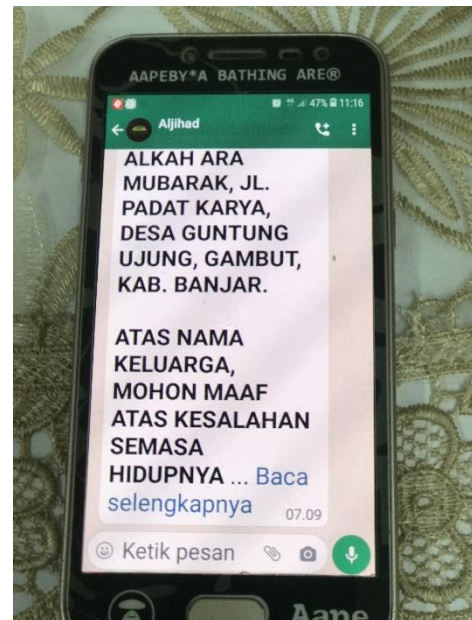 AAPEBY*A BATHING ARE®
47% 11:16
Aljihad
ALKAH ARA
MUBARAK, JL.
PADAT KARYA,
DESA GUNTUNG
UJUNG, GAMBUT,
KAB. BANJAR.
ATAS NAMA
KELUARGA,
MOHON MAAF
ATAS KESALAHAN
SEMASA
HIDUPNYA ... Baca
selengkapnya
07.09
Ketik pesan
Aape